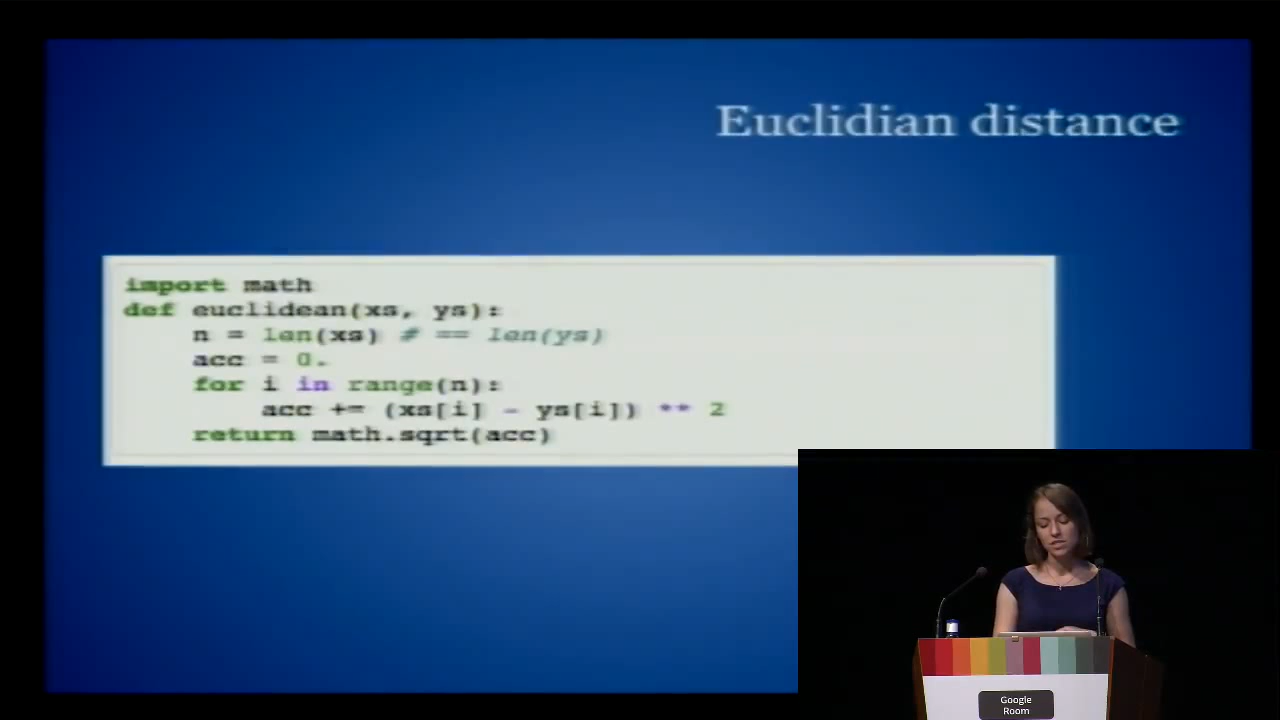 Euclidian distance
import math
def euclidean(xs, ys):
    n = len(xs) # == len(ys)
    acc = 0.
    for i in range(n):
        acc += (xs[i] - ys[i]) ** 2
    return math.sqrt(acc)
Google
Room